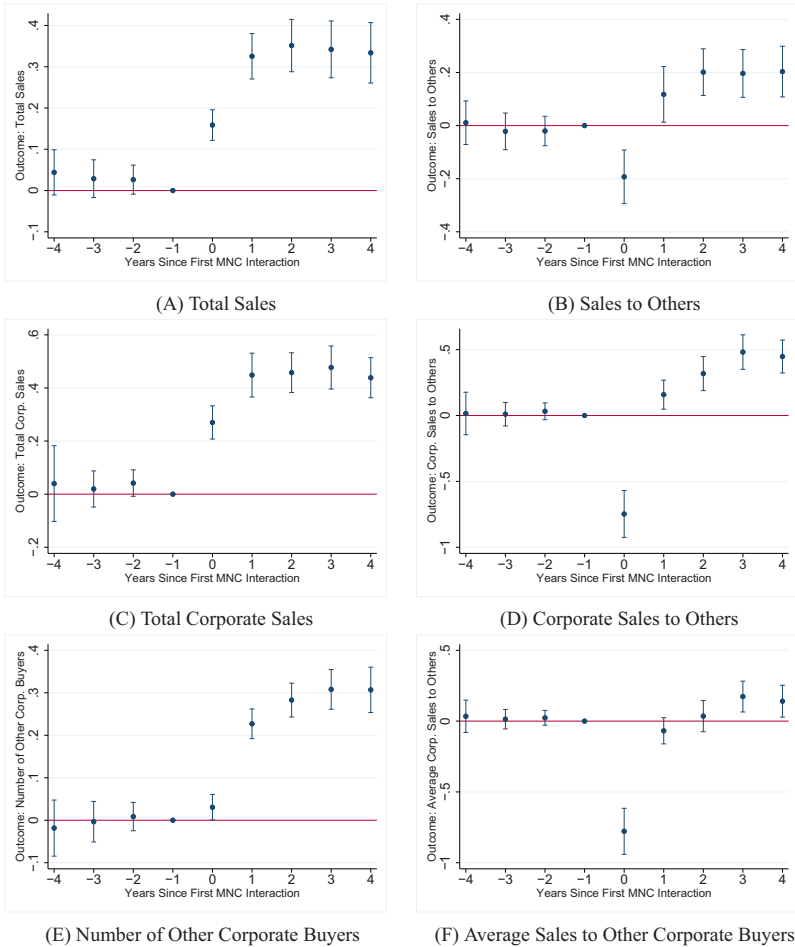 Outcome: Total Sales
.4
.3
.2
.1
0
-.1
-4 -3 -2 -1 0 1 2 3 4
Years Since First MNC Interaction
(A) Total Sales
Outcome: Sales to Others
.4
.2
0
-.2
-.4
-4 -3 -2 -1 0 1 2 3 4
Years Since First MNC Interaction
(B) Sales to Others
Outcome: Total Corp. Sales
.6
.4
.2
0
-.2
-4 -3 -2 -1 0 1 2 3 4
Years Since First MNC Interaction
(C) Total Corporate Sales
Outcome: Corp. Sales to Others
.5
0
-.5
-1
-4 -3 -2 -1 0 1 2 3 4
Years Since First MNC Interaction
(D) Corporate Sales to Others
Outcome: Number of Other Corp. Buyers
.4
.3
.2
.1
0
-.1
-4 -3 -2 -1 0 1 2 3 4
Years Since First MNC Interaction
(E) Number of Other Corporate Buyers
Outcome: Average Corp. Sales to Others
.5
0
-.5
-1
-4 -3 -2 -1 0 1 2 3 4
Years Since First MNC Interaction
(F) Average Sales to Other Corporate Buyers